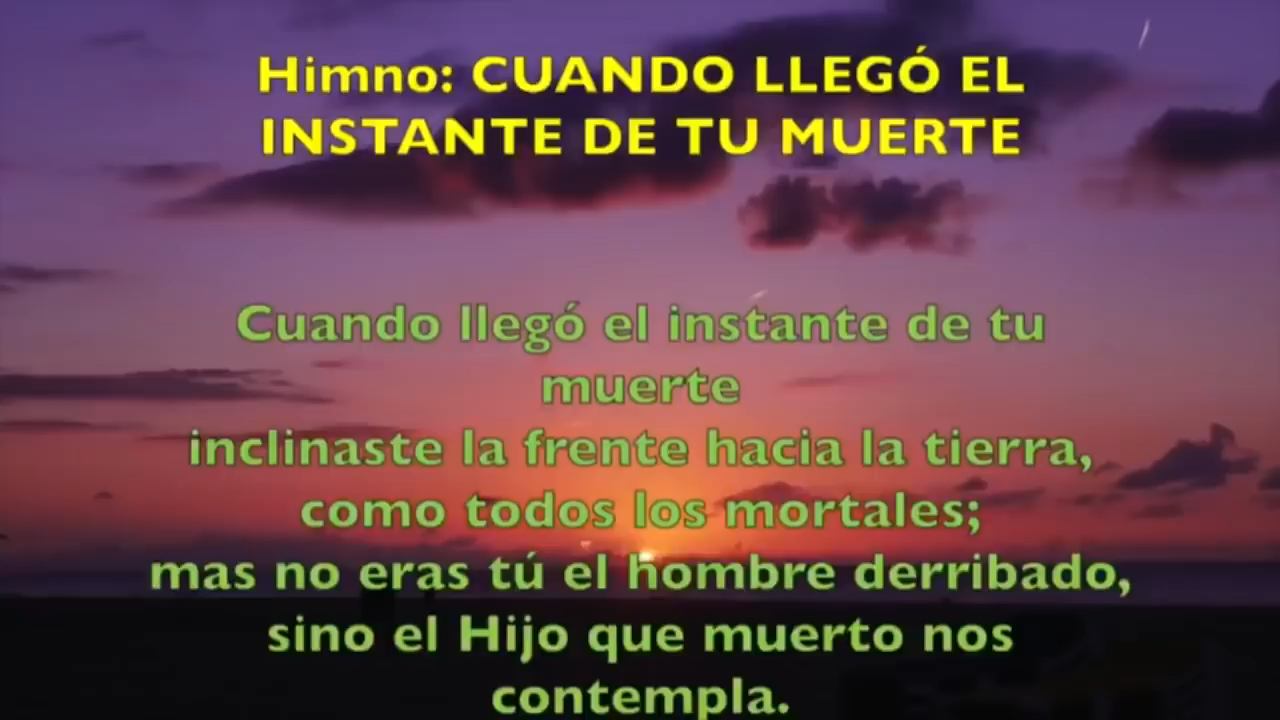 Himno: CUANDO LLEGÓ EL
INSTANTE DE TU MUERTE
Cuando llegó el instante de tu
muerte
inclinaste la frente hacia la tierra,
como todos los mortales;
mas no eras tú el hombre derribado,
sino el Hijo que muerto nos
contempla.